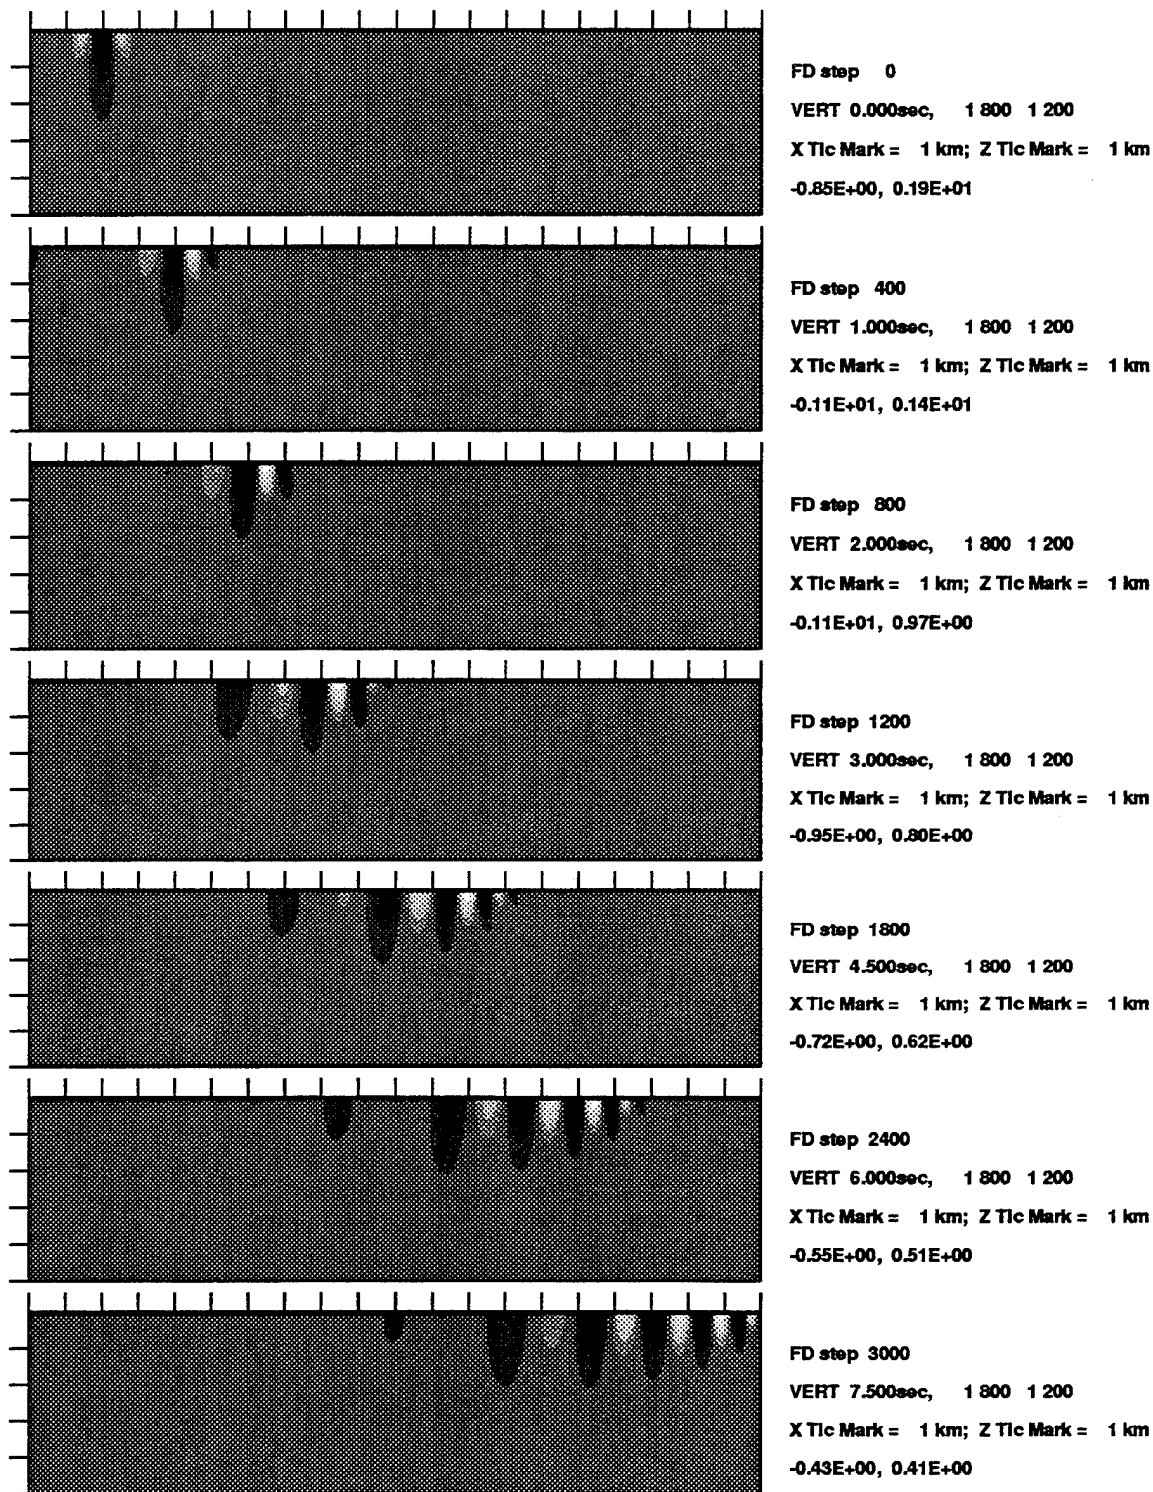 FD step 0
VERT 0.000sec, 1 800 1 200
X Tic Mark = 1 km; Z Tic Mark = 1 km
-0.85E+00, 0.19E+01
FD step 400
VERT 1.000sec, 1 800 1 200
X Tic Mark = 1 km; Z Tic Mark = 1 km
-0.11E+01, 0.14E+01
FD step 800
VERT 2.000sec, 1 800 1 200
X Tic Mark = 1 km; Z Tic Mark = 1 km
-0.11E+01, 0.97E+00
FD step 1200
VERT 3.000sec, 1 800 1 200
X Tic Mark = 1 km; Z Tic Mark = 1 km
-0.95E+00, 0.80E+00
FD step 1800
VERT 4.500sec, 1 800 1 200
X Tic Mark = 1 km; Z Tic Mark = 1 km
-0.72E+00, 0.62E+00
FD step 2400
VERT 6.000sec, 1 800 1 200
X Tic Mark = 1 km; Z Tic Mark = 1 km
-0.55E+00, 0.51E+00
FD step 3000
VERT 7.500sec, 1 800 1 200
X Tic Mark = 1 km; Z Tic Mark = 1 km
-0.43E+00, 0.41E+00